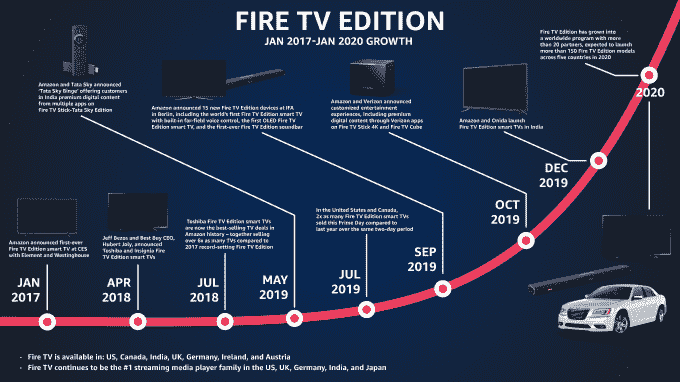 FIRE TV EDITION
JAN 2017-JAN 2020 GROWTH
Amazon and Tata Sky announced
'Tata Sky Binge' offering customers
in India premium digital content
from multiple apps on
Fire TV Stick-Tata Sky Edition
Amazon announced 15 new Fire TV Edition devices at IFA
in Berlin, including the world's first Fire TV Edition smart TV
with built-in far-field voice control, the first OLED Fire TV
Edition smart TV, and the first-ever Fire TV Edition soundbar
Amazon and Verizon announced
customized entertainment
experiences, including premium
digital content through Verizon apps
on Fire TV Stick 4K and Fire TV Cube
Amazon and Onida launch
Fire TV Edition smart TVs in India
Fire TV Edition has grown into
a worldwide program with more
than 20 partners, expected to launch
more than 150 Fire TV Edition models
across five countries in 2020
Amazon announced first-ever
Fire TV Edition smart TV at CES
with Element and Westinghouse
Jeff Bezos and Best Buy CEO,
Hubert Joly, announced
Toshiba and Insignia Fire
TV Edition smart TVs
Toshiba Fire TV Edition smart TVs
are now the best-selling TV deals in
Amazon history – together selling
over 6x as many TVs compared to
2017 record-setting Fire TV Edition
In the United States and Canada,
2x as many Fire TV Edition smart TVs
sold this Prime Day compared to
last year over the same two-day period
JAN
2017
APR
2018
JUL
2018
MAY
2019
JUL
2019
SEP
2019
OCT
2019
DEC
2019
2020
- Fire TV is available in: US, Canada, India, UK, Germany, Ireland, and Austria
- Fire TV continues to be the #1 streaming media player family in the US, UK, Germany, India, and Japan